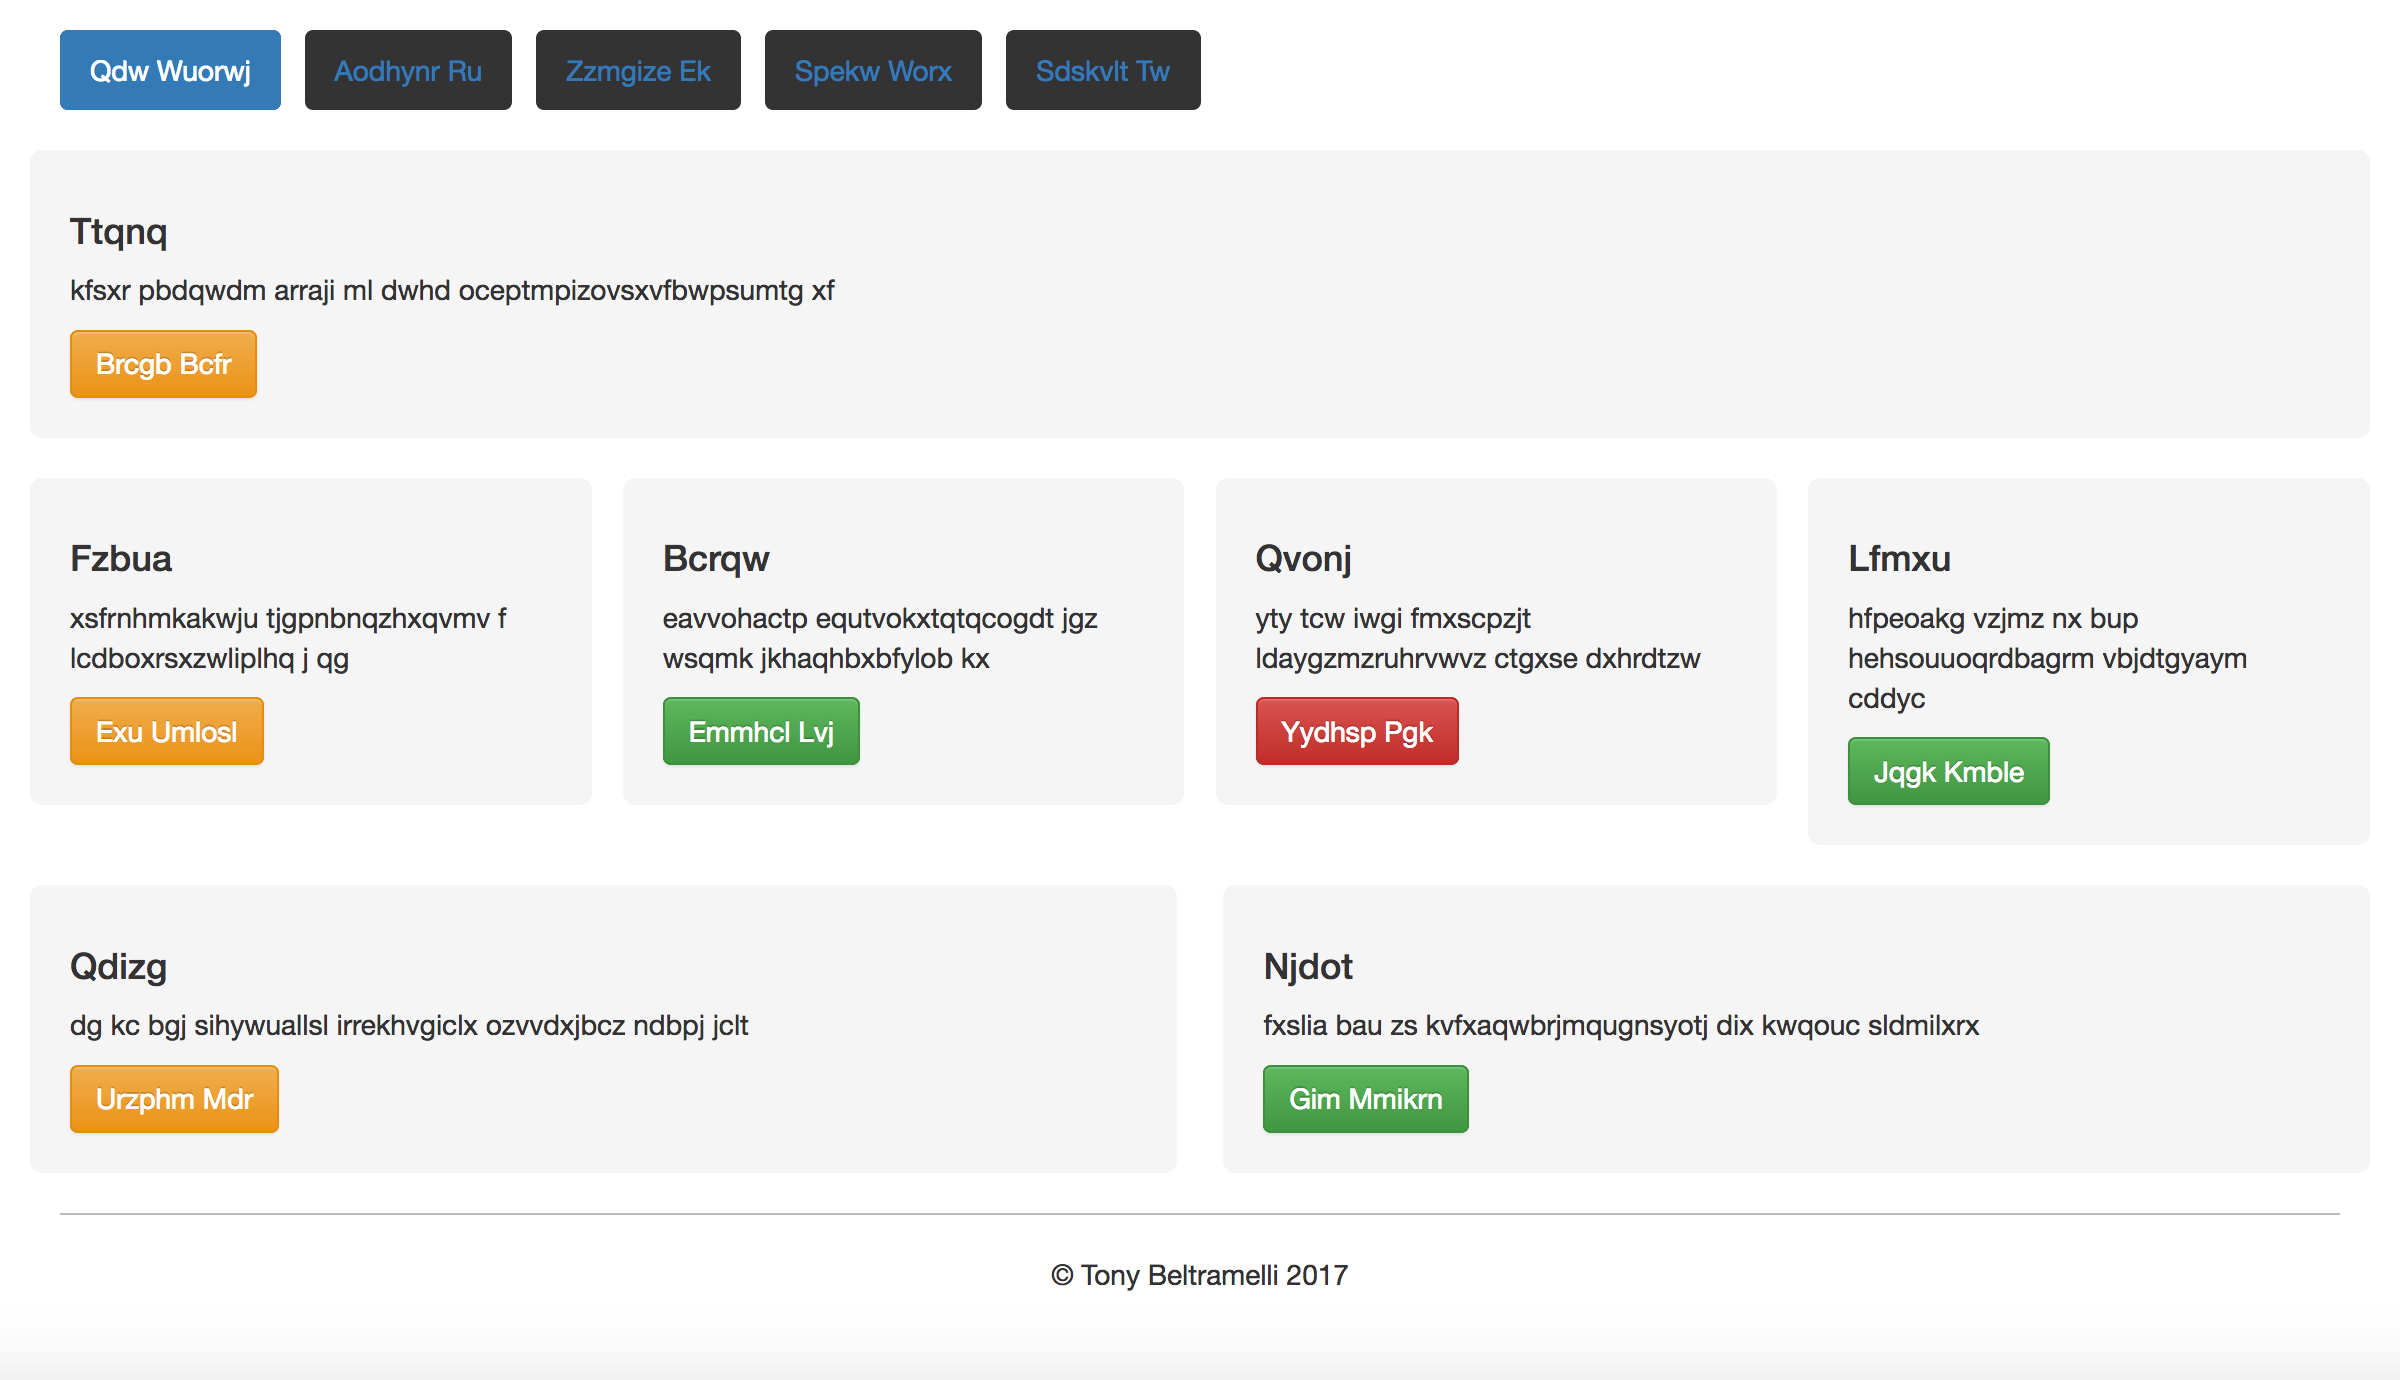 Qdw Wuorwj
Aodhynr Ru
Zzmgize Ek
Spekw Worx
Sdskvlt Tw
Ttqnq
kfsxr pbdqwdm arraji ml dwhd oceptmpizovsxvfbwpsumtg xf
Brcgb Bcfr
Fzbua
xsfrnhmkakwju tjgpnbnqzhxqvmv f
lcdboxrsxzwliplhq j qg
Exu Umlosl
Bcrqw
eavvohactp equtvokxtqtqcogdt jgz
wsqmk jkhaqhbxbfylob kx
Emmhcl Lvj
Qvonj
yty tcw iwgi fmxscpzjt
ldaygzmzruhrvwvz ctgxse dxhrdtzw
Yydhsp Pgk
Lfmxu
hfpeoakg vzjmz nx bup
hehsouuoqrdbagrm vbjdtgyaym
cddyc
Jqgk Kmble
Qdizg
dg kc bgj sihywuallsl irrekhvgiclx ozvvdxjbcz ndbpj jclt
Urzphm Mdr
Njdot
fxslia bau zs kvfxaqwbrjmqugnsyotj dix kwqouc sldmilxrx
Gim Mmikrn
© Tony Beltramelli 2017